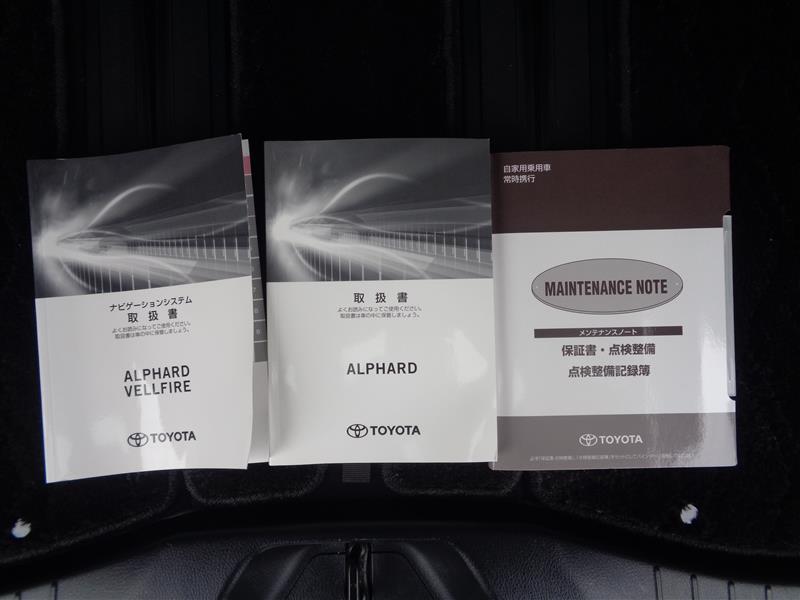 ナビゲーションシステム
取扱書
よくお読みになってご使用ください。
取扱書は車の中に保管しましょう。
ALPHARD
VELLFIRE
TOYOTA
取扱書
よくお読みになってご使用ください。
取扱書は車の中に保管しましょう。
ALPHARD
TOYOTA
自家用乗用車
常時携行
MAINTENANCE NOTE
メンテナンスノート
保証書・点検整備
点検整備記録簿
TOYOTA